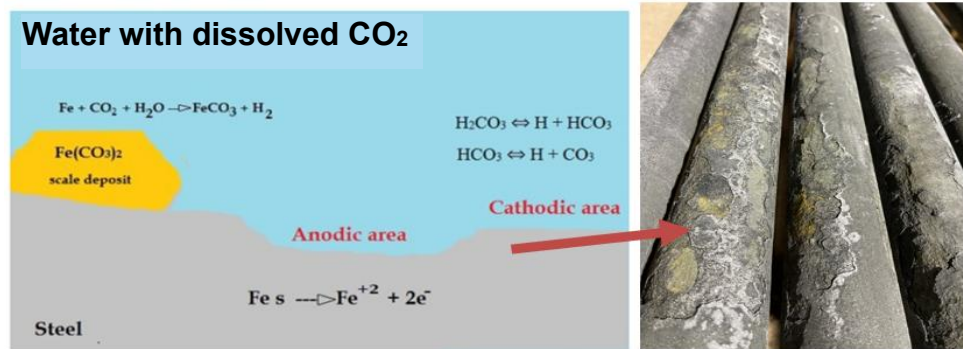 Water with dissolved CO₂
Fe + CO₂ + H₂O --▷FeCO₃ + H₂
Fe(CO₃)₂
scale deposit
H₂CO₃ ⇔ H + HCO₃
HCO₃ ⇔ H + CO₃
Cathodic area
Anodic area
Fe s ---▷Fe⁺² + 2e⁻
Steel